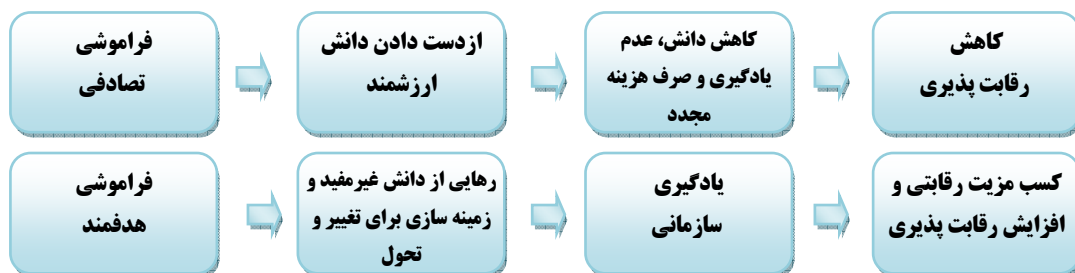 فراموشی
تصادفی
ازدست دادن دانش
ارزشمند
کاهش دانش، عدم
یادگیری و صرف هزینه
مجدد
کاهش
رقابت پذیری
فراموشی
هدفمند
رهایی از دانش غیرمفید و
زمینه سازی برای تغییر و
تحول
یادگیری
سازمانی
کسب مزیت رقابتی و
افزایش رقابت پذیری